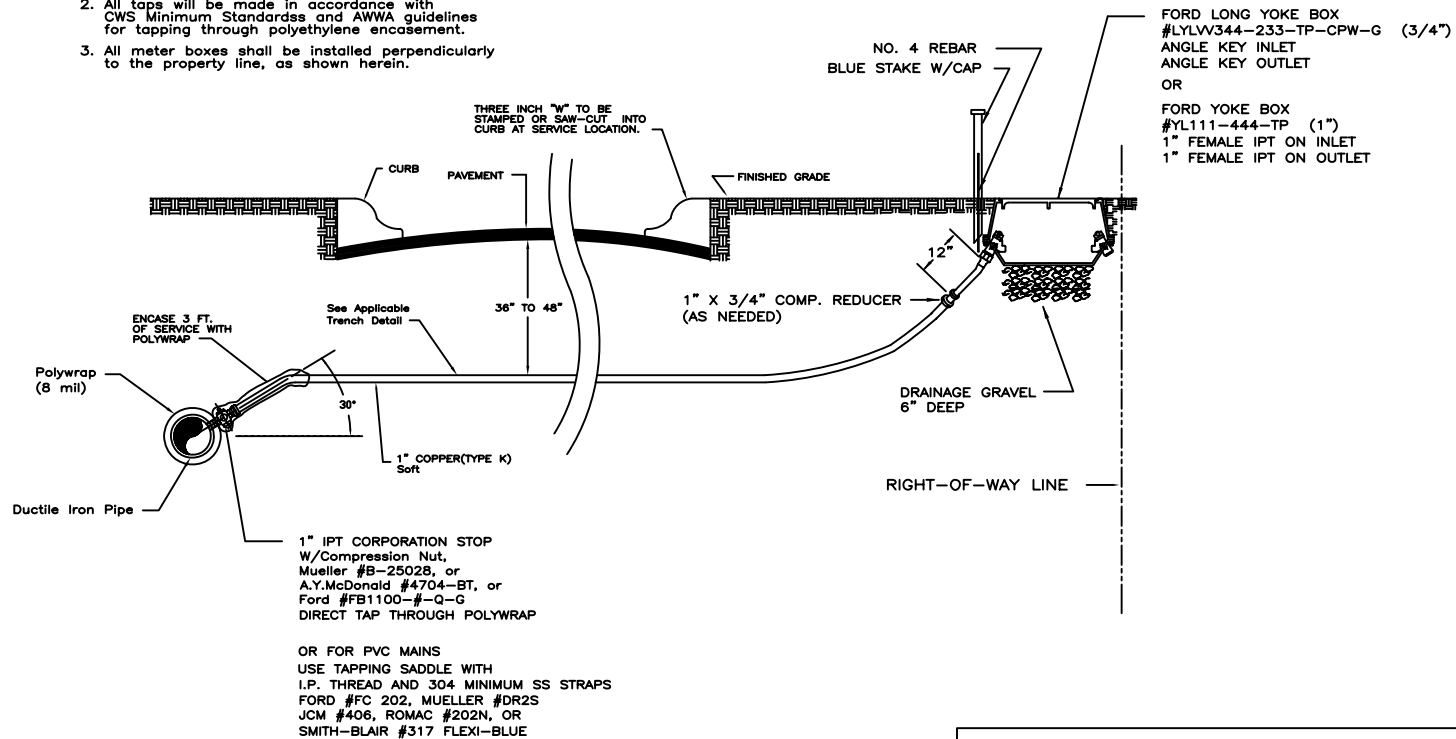 2. All taps will be made in accordance with
CWS Minimum Standardss and AWWA guidelines
for tapping through polyethylene encasement.
3. All meter boxes shall be installed perpendicularly
to the property line, as shown herein.
NO. 4 REBAR
BLUE STAKE W/CAP
FORD LONG YOKE BOX
#LYLVV344-233-TP-CPW-G (3/4")
ANGLE KEY INLET
ANGLE KEY OUTLET
OR
FORD YOKE BOX
#YL111-444-TP (1")
1" FEMALE IPT ON INLET
1" FEMALE IPT ON OUTLET
THREE INCH "W" TO BE
STAMPED OR SAW-CUT INTO
CURB AT SERVICE LOCATION.
CURB
PAVEMENT
FINISHED GRADE
12"
1" X 3/4" COMP. REDUCER
(AS NEEDED)
36" TO 48"
See Applicable
Trench Detail
ENCASE 3 FT.
OF SERVICE WITH
POLYWRAP
Polywrap
(8 mil)
30°
DRAINAGE GRAVEL
6" DEEP
1" COPPER(TYPE K)
Soft
RIGHT-OF-WAY LINE
Ductile Iron Pipe
1" IPT CORPORATION STOP
W/Compression Nut,
Mueller #B-25028, or
A.Y.McDonald #4704-BT, or
Ford #FB1100-#-Q-G
DIRECT TAP THROUGH POLYWRAP
OR FOR PVC MAINS
USE TAPPING SADDLE WITH
I.P. THREAD AND 304 MINIMUM SS STRAPS
FORD #FC 202, MUELLER #DR2S
JCM #406, ROMAC #202N, OR
SMITH-BLAIR #317 FLEXI-BLUE